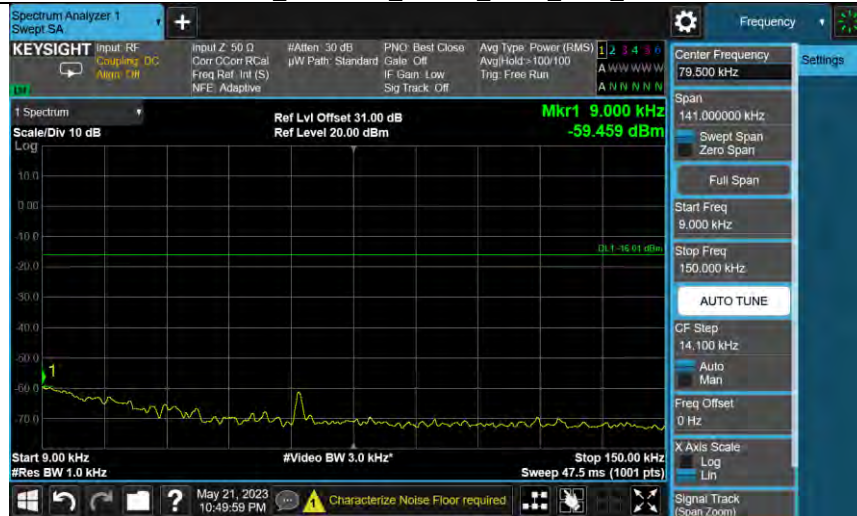 Spectrum Analyzer 1
Swept SA
+
Frequency
KEYSIGHT Input: RF
Coupling: DC
Align: Off
Input Z: 50 Ω
Corr CCorr RCal
Freq Ref: Int (S)
NFE: Adaptive
#Atten: 30 dB
µW Path: Standard
PNO: Best Close
Gate: Off
IF Gain: Low
Sig Track: Off
Avg Type: Power (RMS)
Avg|Hold:>100/100
Trig: Free Run
1 2 3 4 5 6
A W W W W W
A N N N N N
LM
1 Spectrum
Scale/Div 10 dB
Log
Ref Lvl Offset 31.00 dB
Ref Level 20.00 dBm
Mkr1 9.000 kHz
-59.459 dBm
10.0
0.00
-10.0
-20.0
-30.0
-40.0
-50.0
-60.0
-70.0
DL1 -16.01 dBm
1
Start 9.00 kHz
#Res BW 1.0 kHz
#Video BW 3.0 kHz*
Stop 150.00 kHz
Sweep 47.5 ms (1001 pts)
?
May 21, 2023
10:49:59 PM
1
Characterize Noise Floor required
Center Frequency
79.500 kHz
Settings
Span
141.000000 kHz
Swept Span
Zero Span
Full Span
Start Freq
9.000 kHz
Stop Freq
150.000 kHz
AUTO TUNE
CF Step
14.100 kHz
Auto
Man
Freq Offset
0 Hz
X Axis Scale
Log
Lin
Signal Track
(Span Zoom)